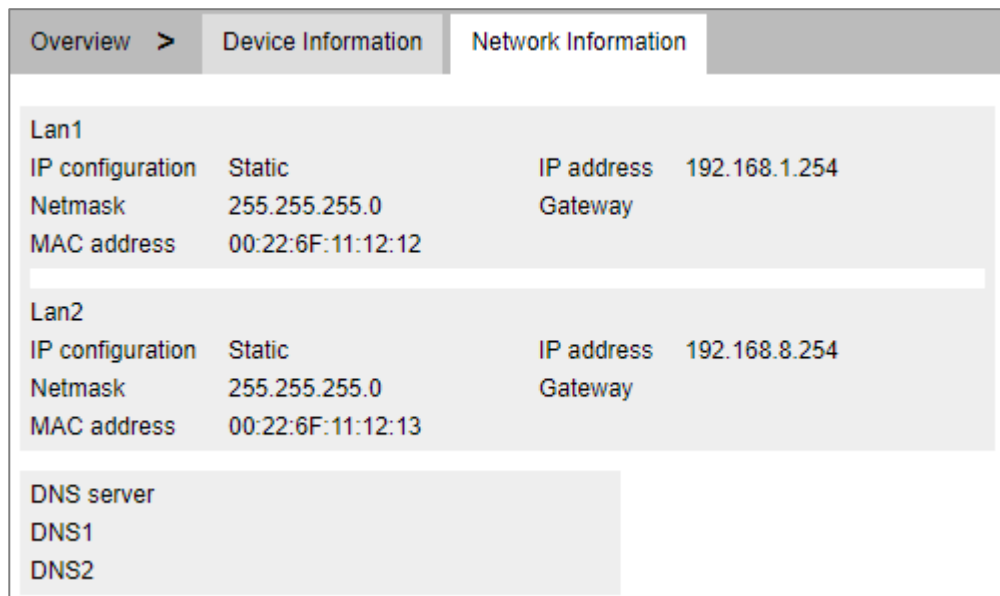 Overview > Device Information Network Information
Lan1
IP configuration Static IP address 192.168.1.254
Netmask 255.255.255.0 Gateway
MAC address 00:22:6F:11:12:12
Lan2
IP configuration Static IP address 192.168.8.254
Netmask 255.255.255.0 Gateway
MAC address 00:22:6F:11:12:13
DNS server
DNS1
DNS2